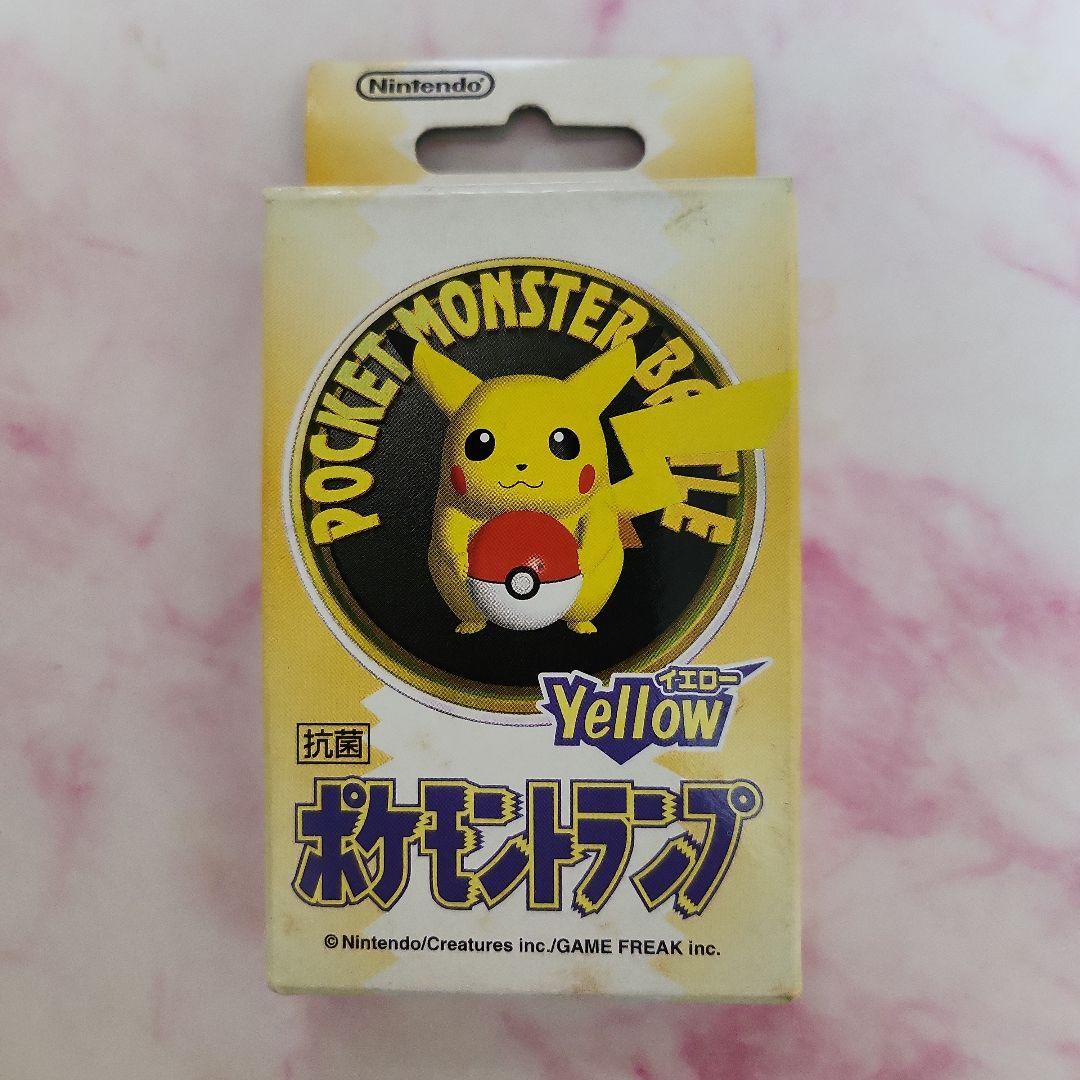 Nintendo®
POCKET MONSTER BATTLE
イエロー
Yellow
抗菌
ポケモントランプ
© Nintendo/Creatures inc./GAME FREAK inc.